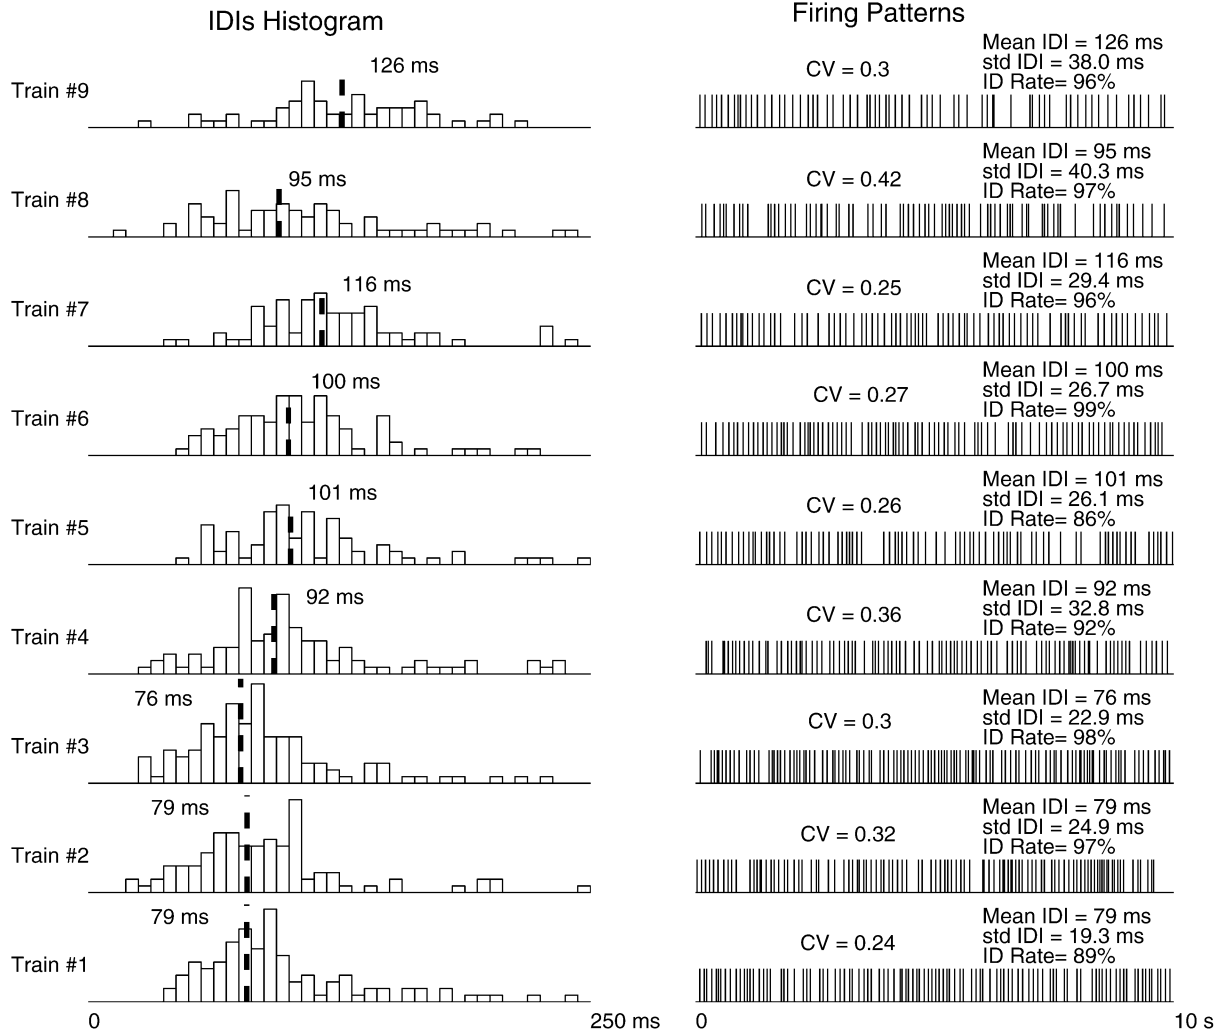 IDIs Histogram
Firing Patterns
Train #9
126 ms
CV = 0.3
Mean IDI = 126 ms
std IDI = 38.0 ms
ID Rate= 96%
Train #8
95 ms
CV = 0.42
Mean IDI = 95 ms
std IDI = 40.3 ms
ID Rate= 97%
Train #7
116 ms
CV = 0.25
Mean IDI = 116 ms
std IDI = 29.4 ms
ID Rate= 96%
Train #6
100 ms
CV = 0.27
Mean IDI = 100 ms
std IDI = 26.7 ms
ID Rate= 99%
Train #5
101 ms
CV = 0.26
Mean IDI = 101 ms
std IDI = 26.1 ms
ID Rate= 86%
Train #4
92 ms
CV = 0.36
Mean IDI = 92 ms
std IDI = 32.8 ms
ID Rate= 92%
Train #3
76 ms
CV = 0.3
Mean IDI = 76 ms
std IDI = 22.9 ms
ID Rate= 98%
Train #2
79 ms
CV = 0.32
Mean IDI = 79 ms
std IDI = 24.9 ms
ID Rate= 97%
Train #1
79 ms
CV = 0.24
Mean IDI = 79 ms
std IDI = 19.3 ms
ID Rate= 89%
0
250 ms
0
10 s